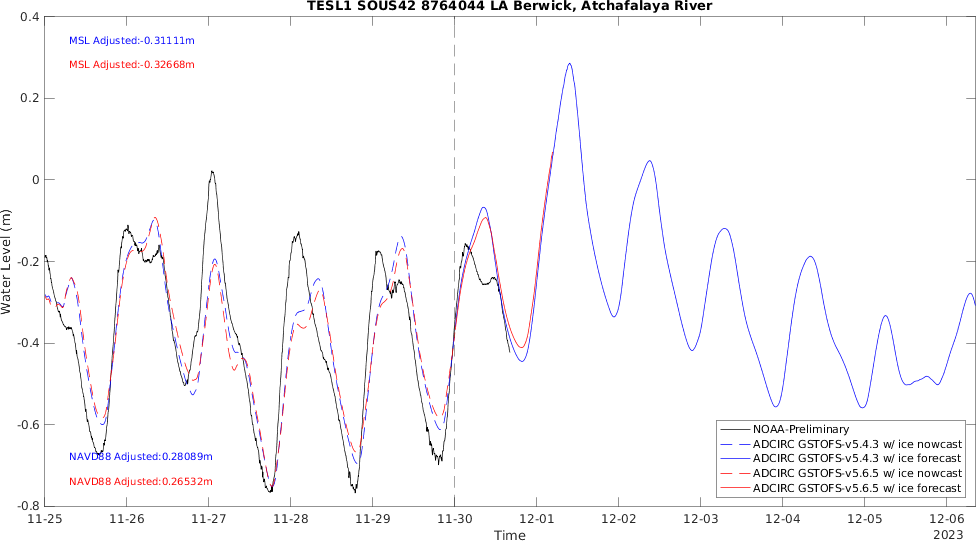 TESL1 SOUS42 8764044 LA Berwick, Atchafalaya River
0.4
MSL Adjusted:-0.31111m
MSL Adjusted:-0.32668m
0.2
0
-0.2
Water Level (m)
-0.4
-0.6
NOAA-Preliminary
ADCIRC GSTOFS-v5.4.3 w/ ice nowcast
NAVD88 Adjusted:0.28089m
ADCIRC GSTOFS-v5.4.3 w/ ice forecast
ADCIRC GSTOFS-v5.6.5 w/ ice nowcast
NAVD88 Adjusted:0.26532m
ADCIRC GSTOFS-v5.6.5 w/ ice forecast
-0.8
11-25 11-26 11-27 11-28 11-29 11-30 12-01 12-02 12-03 12-04 12-05 12-06
Time 2023